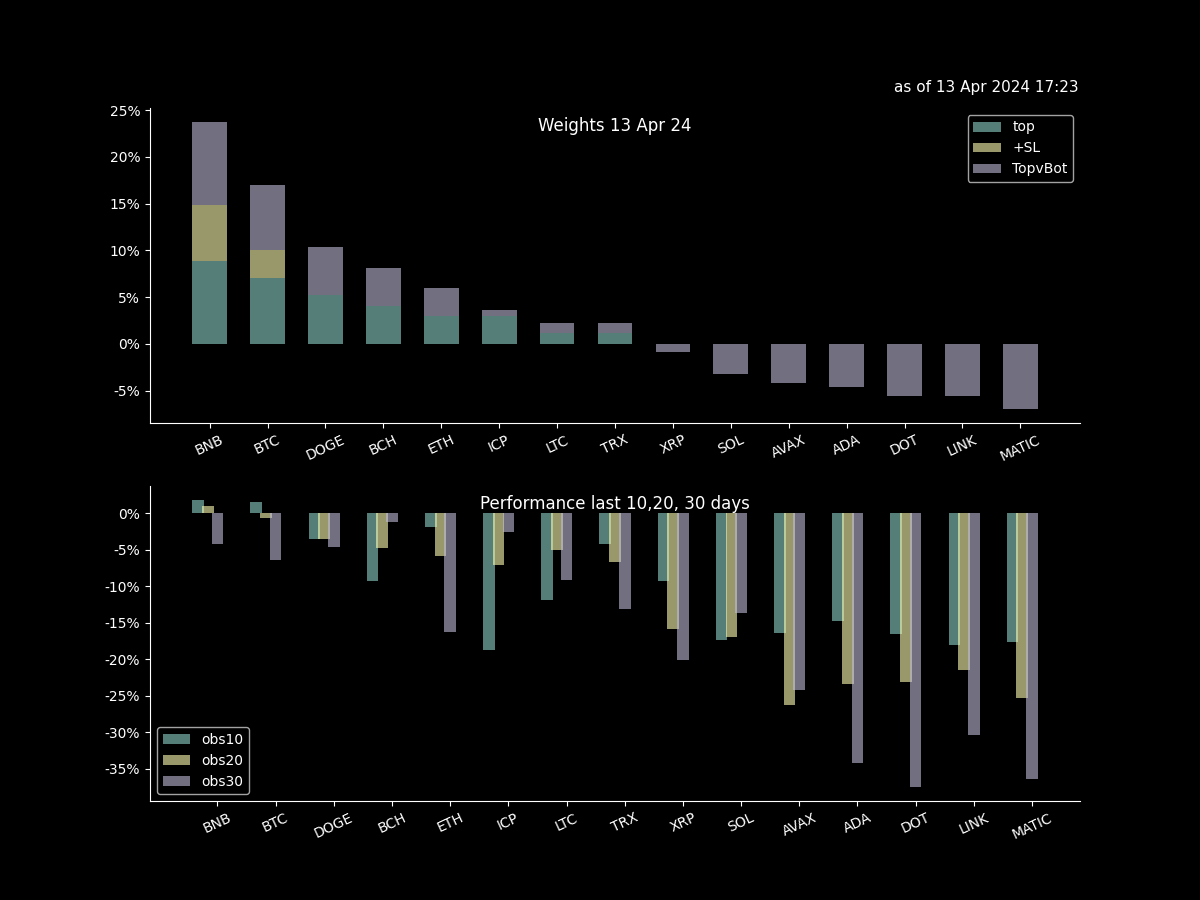 as of 13 Apr 2024 17:23
Weights 13 Apr 24
25%
20%
15%
10%
5%
0%
-5%
top
+SL
TopvBot
BNB BTC DOGE BCH ETH ICP LTC TRX XRP SOL AVAX ADA DOT LINK MATIC
Performance last 10,20, 30 days
0%
-5%
-10%
-15%
-20%
-25%
-30%
-35%
obs10
obs20
obs30
BNB BTC DOGE BCH ETH ICP LTC TRX XRP SOL AVAX ADA DOT LINK MATIC